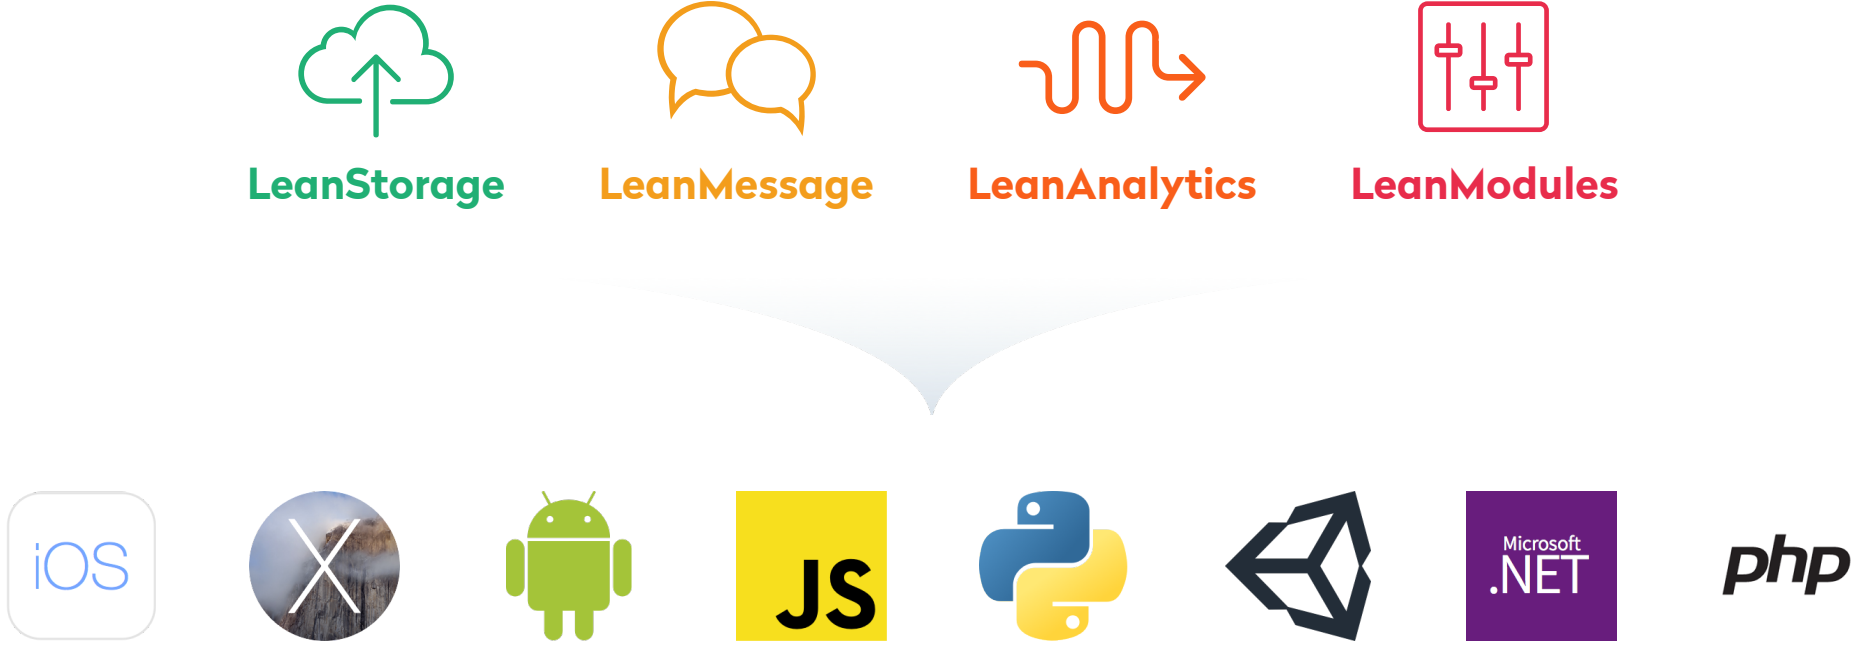 LeanStorage
LeanMessage
LeanAnalytics
LeanModules
iOS
X
JS
Microsoft
.NET
php